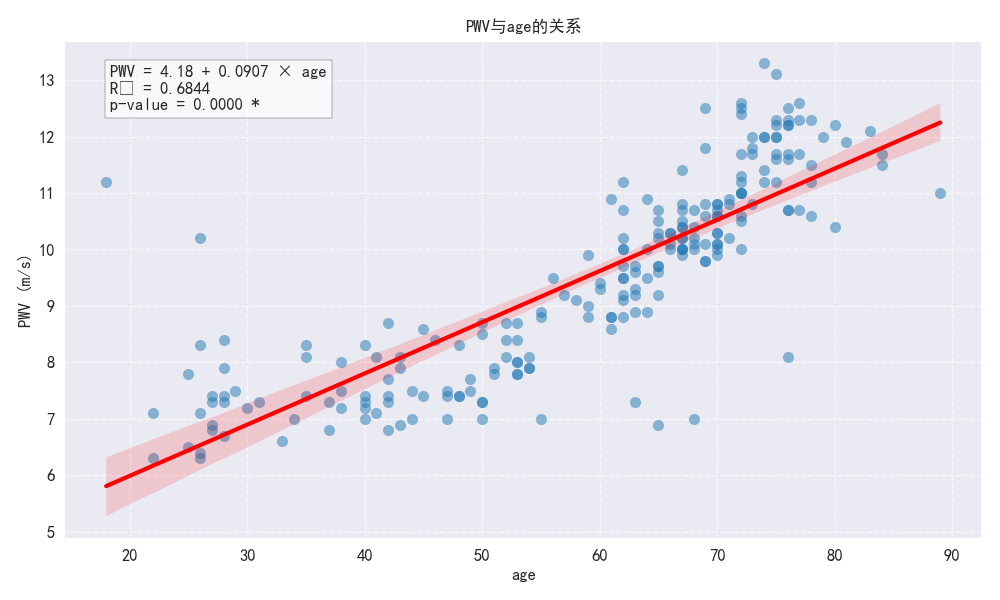 PWV与age的关系
PWV = 4.18 + 0.0907 × age
R□ = 0.6844
p-value = 0.0000 *
PWV (m/s)
13
12
11
10
9
8
7
6
5
20 30 40 50 60 70 80 90
age